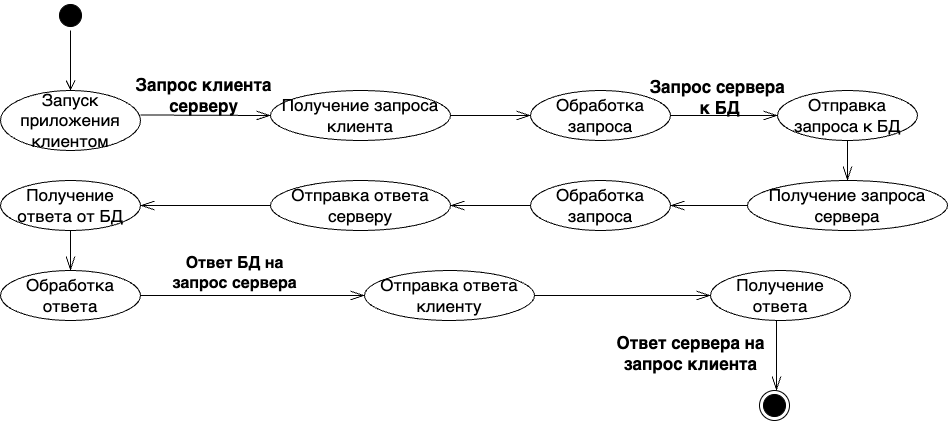 Запрос клиента
серверу
Запрос сервера
к БД
Запуск
приложения
клиентом
Получение запроса
клиента
Обработка
запроса
Отправка
запроса к БД
Получение
ответа от БД
Отправка ответа
серверу
Обработка
запроса
Получение запроса
сервера
Ответ БД на
запрос сервера
Обработка
ответа
Отправка ответа
клиенту
Получение
ответа
Ответ сервера на
запрос клиента